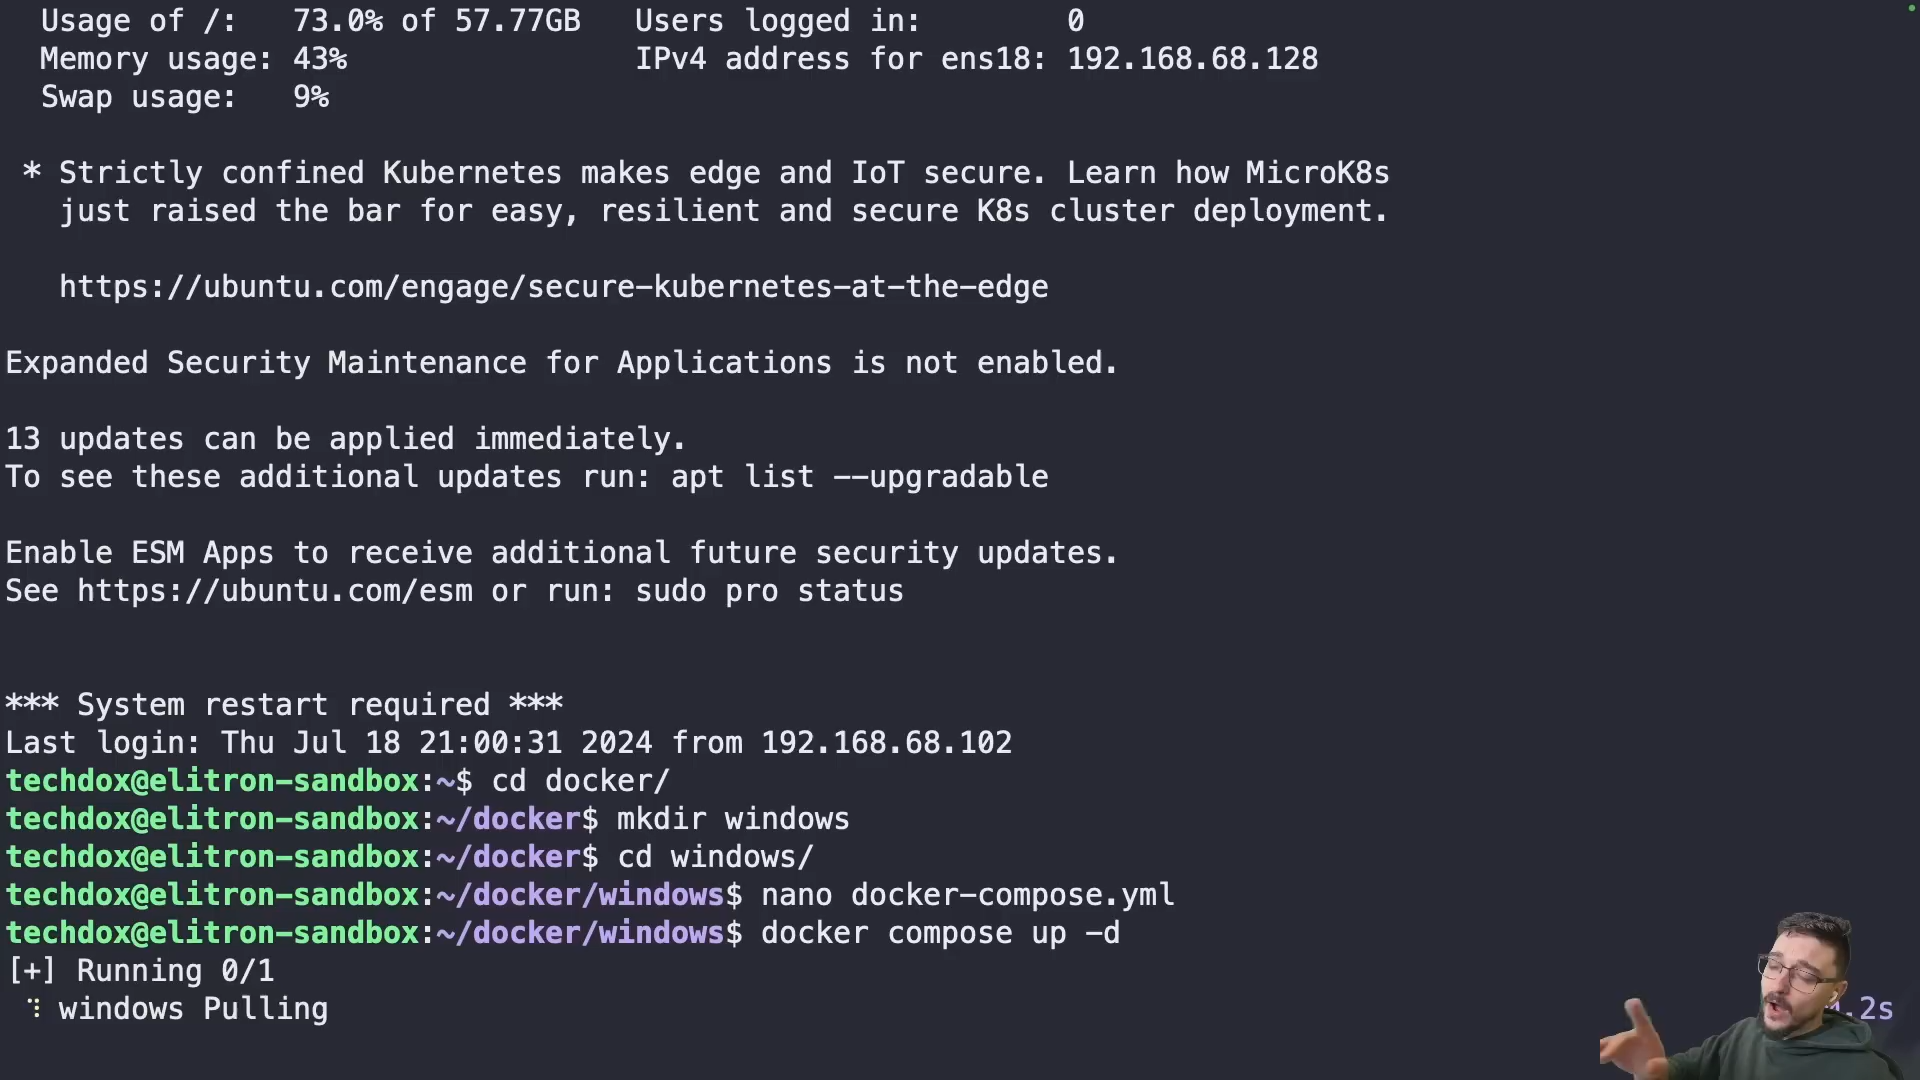 Usage of /:   73.0% of 57.77GB   Users logged in:        0
Memory usage: 43%                IPv4 address for ens18: 192.168.68.128
Swap usage:   9%
* Strictly confined Kubernetes makes edge and IoT secure. Learn how MicroK8s
just raised the bar for easy, resilient and secure K8s cluster deployment.
https://ubuntu.com/engage/secure-kubernetes-at-the-edge
Expanded Security Maintenance for Applications is not enabled.
13 updates can be applied immediately.
To see these additional updates run: apt list --upgradable
Enable ESM Apps to receive additional future security updates.
See https://ubuntu.com/esm or run: sudo pro status
*** System restart required ***
Last login: Thu Jul 18 21:00:31 2024 from 192.168.68.102
techdox@elitron-sandbox:~$ cd docker/
techdox@elitron-sandbox:~/docker$ mkdir windows
techdox@elitron-sandbox:~/docker$ cd windows/
techdox@elitron-sandbox:~/docker/windows$ nano docker-compose.yml
techdox@elitron-sandbox:~/docker/windows$ docker compose up -d
[+] Running 0/1
⠹ windows Pulling